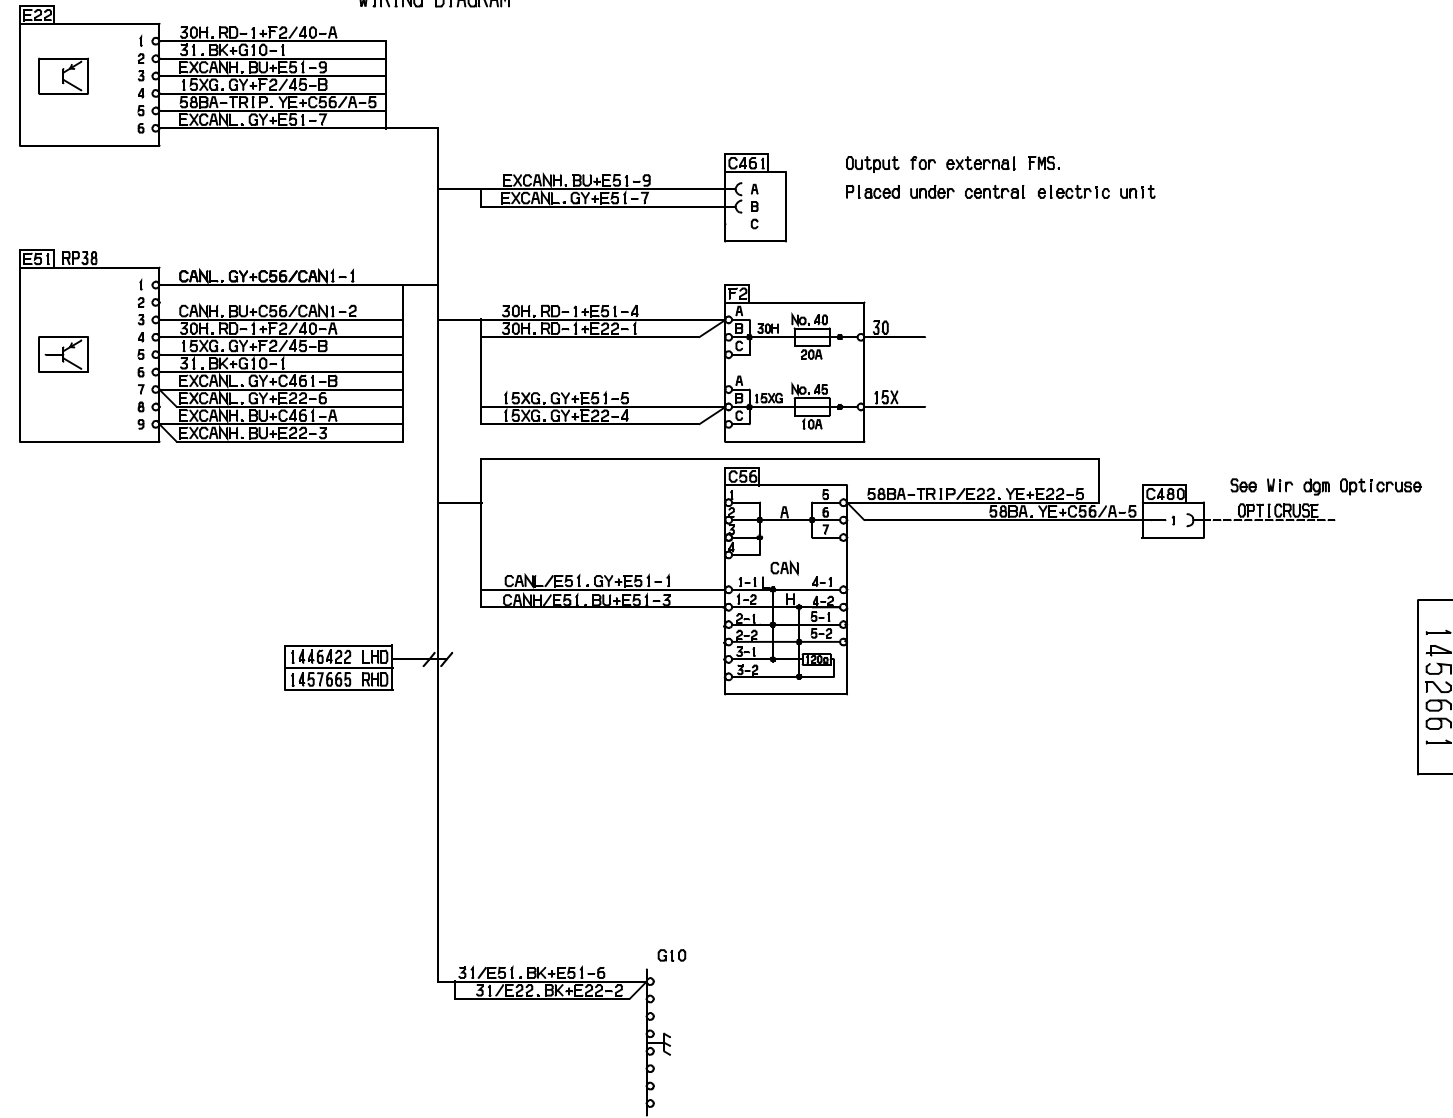 WIRING DIAGRAM
E22
1 30H.RD-1+F2/40-A
2 31.BK+G10-1
3 EXCANH.BU+E51-9
4 15XG.GY+F2/45-B
5 58BA-TRIP.YE+C56/A-5
6 EXCANL.GY+E51-7
C461
EXCANH.BU+E51-9 A
EXCANL.GY+E51-7 B
C
Output for external FMS.
Placed under central electric unit
E51 RP38
1 CANL.GY+C56/CAN1-1
2
3 CANH.BU+C56/CAN1-2
4 30H.RD-1+F2/40-A
5 15XG.GY+F2/45-B
6 31.BK+G10-1
7 EXCANL.GY+C461-B
EXCANL.GY+E22-6
8
9 EXCANH.BU+C461-A
EXCANH.BU+E22-3
F2
30H.RD-1+E51-4 A
30H.RD-1+E22-1 B 30H No.40 30
C 20A
A
15XG.GY+E51-5 B 15XG No.45 15X
15XG.GY+E22-4 C 10A
C56
1 5 58BA-TRIP/E22.YE+E22-5
2 A 6 58BA.YE+C56/A-5
3 7
4
C480
1
See Wir dgm Opticruse
OPTICRUSE
CAN
CANL/E51.GY+E51-1 1-1 L 4-1
CANH/E51.BU+E51-3 1-2 H 4-2
2-1 5-1
2-2 5-2
3-1 120Ω
3-2
1446422 LHD
1457665 RHD
1452661
G10
31/E51.BK+E51-6
31/E22.BK+E22-2